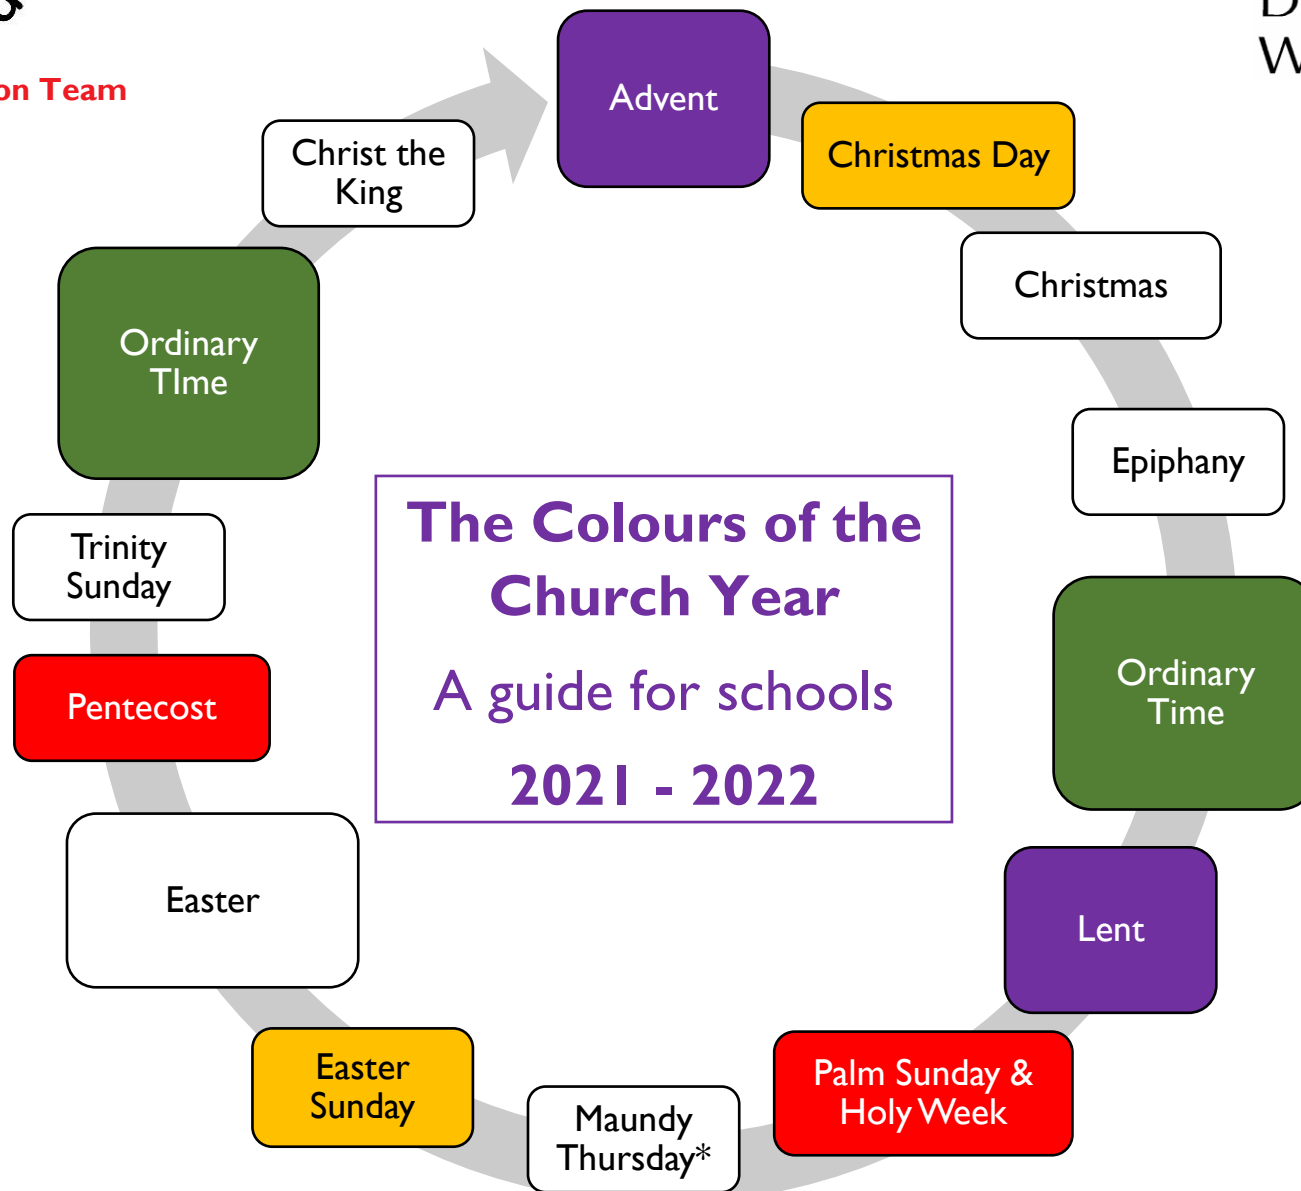 on Team
Advent
Christmas Day
Christmas
Epiphany
Ordinary
Time
Lent
Palm Sunday &
Holy Week
Maundy
Thursday*
Easter
Sunday
Easter
Pentecost
Trinity
Sunday
Ordinary
TIme
Christ the
King
The Colours of the
Church Year
A guide for schools
2021 - 2022